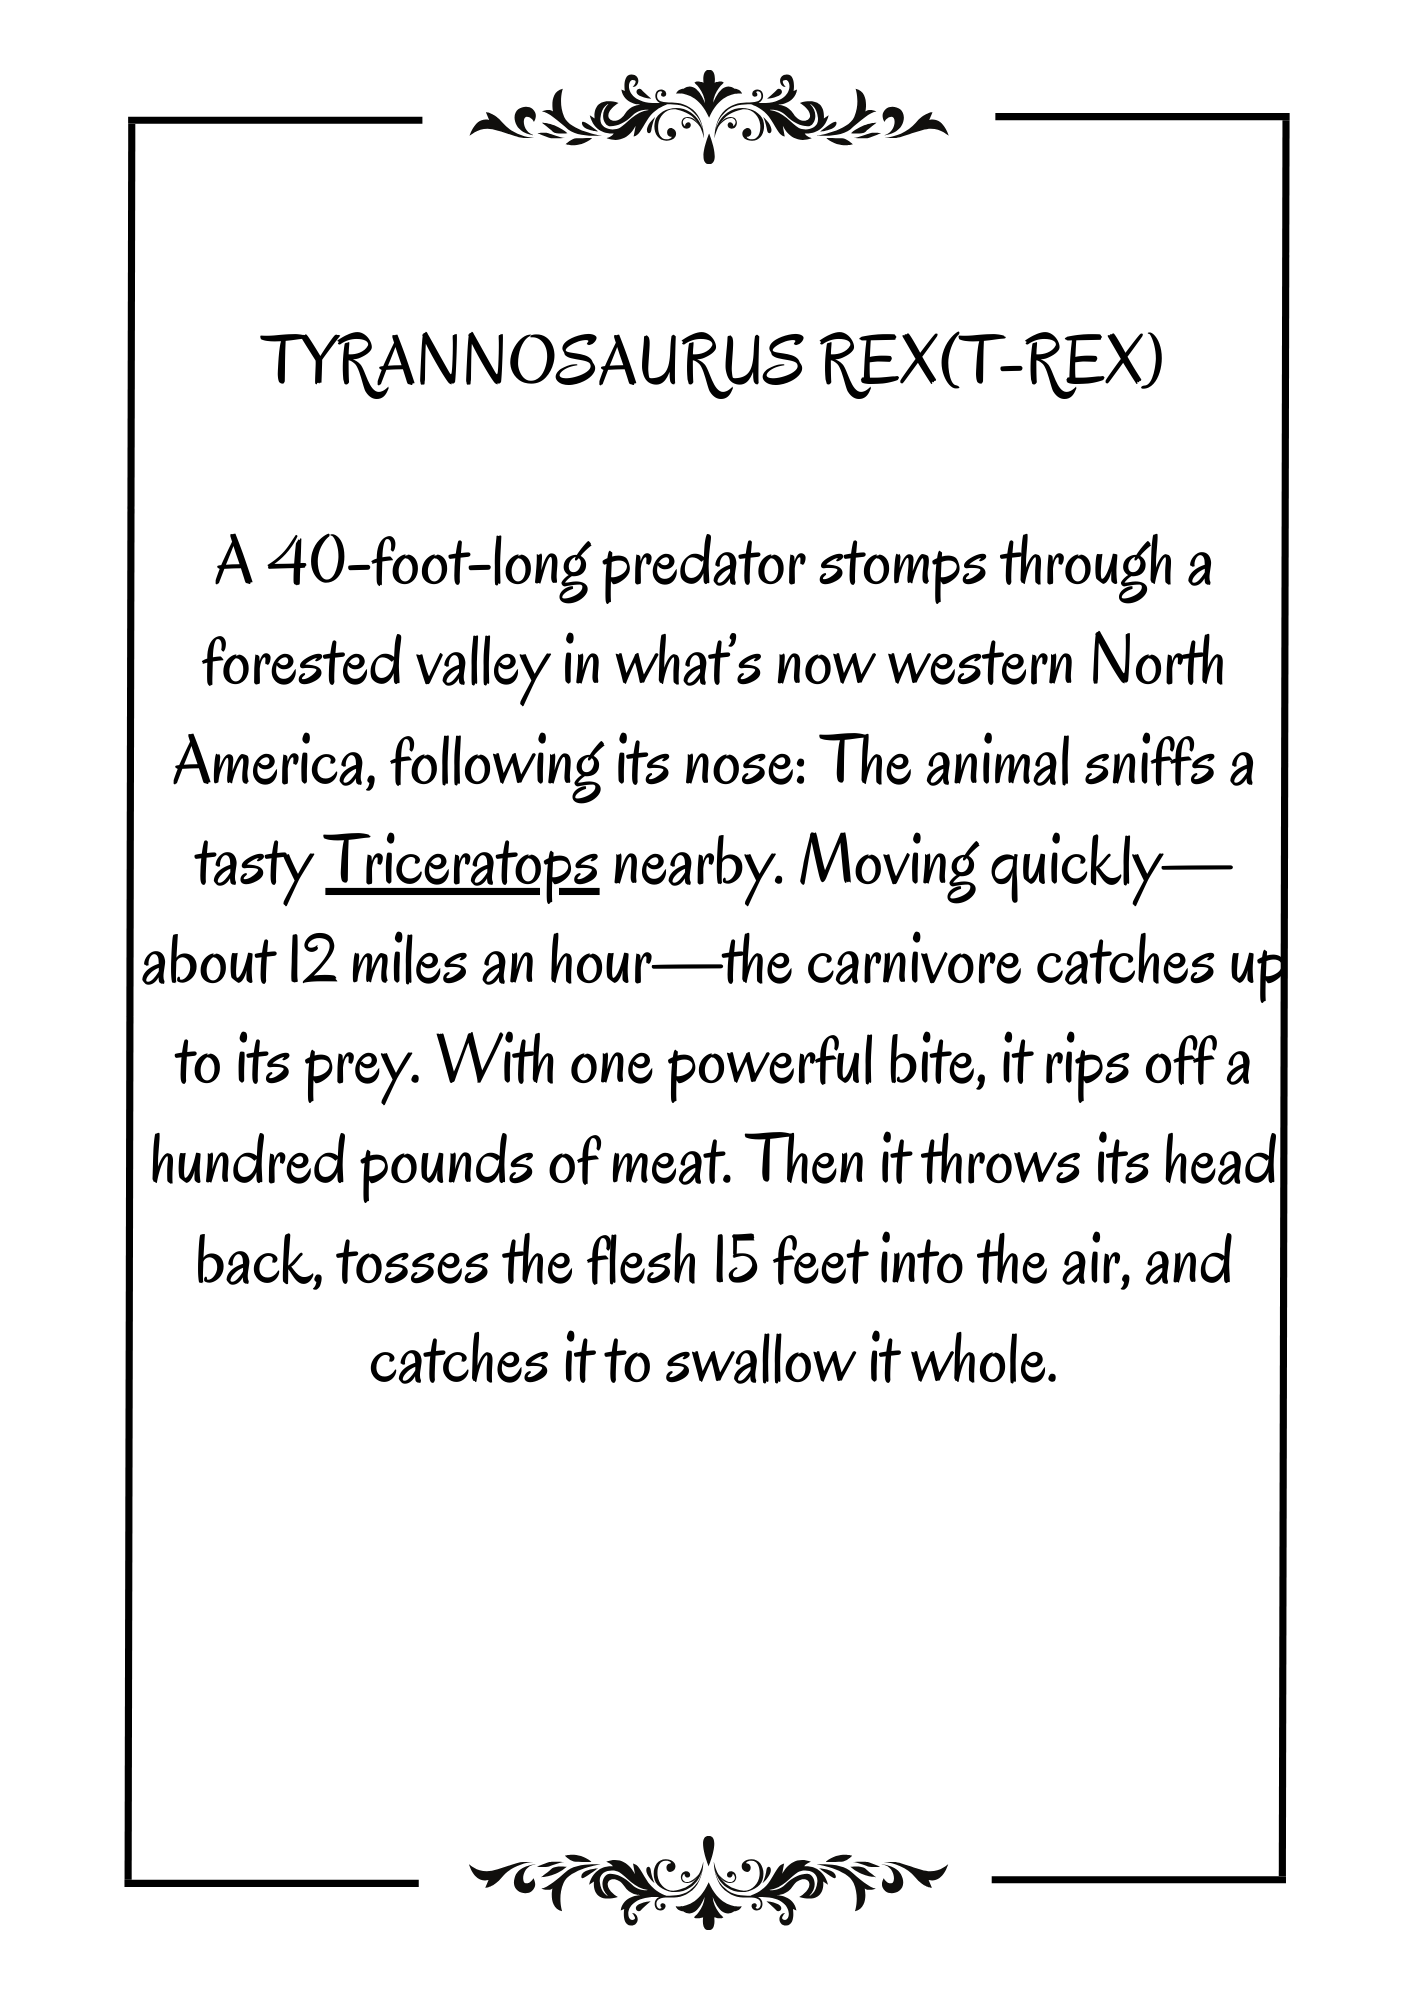 TYRANNOSAURUS REX(T-REX)
A 40-foot-long predator stomps through a
forested valley in what’s now western North
America, following its nose: The animal sniffs a
tasty Triceratops nearby. Moving quickly—
about 12 miles an hour—the carnivore catches up
to its prey. With one powerful bite, it rips off a
hundred pounds of meat. Then it throws its head
back, tosses the flesh 15 feet into the air, and
catches it to swallow it whole.